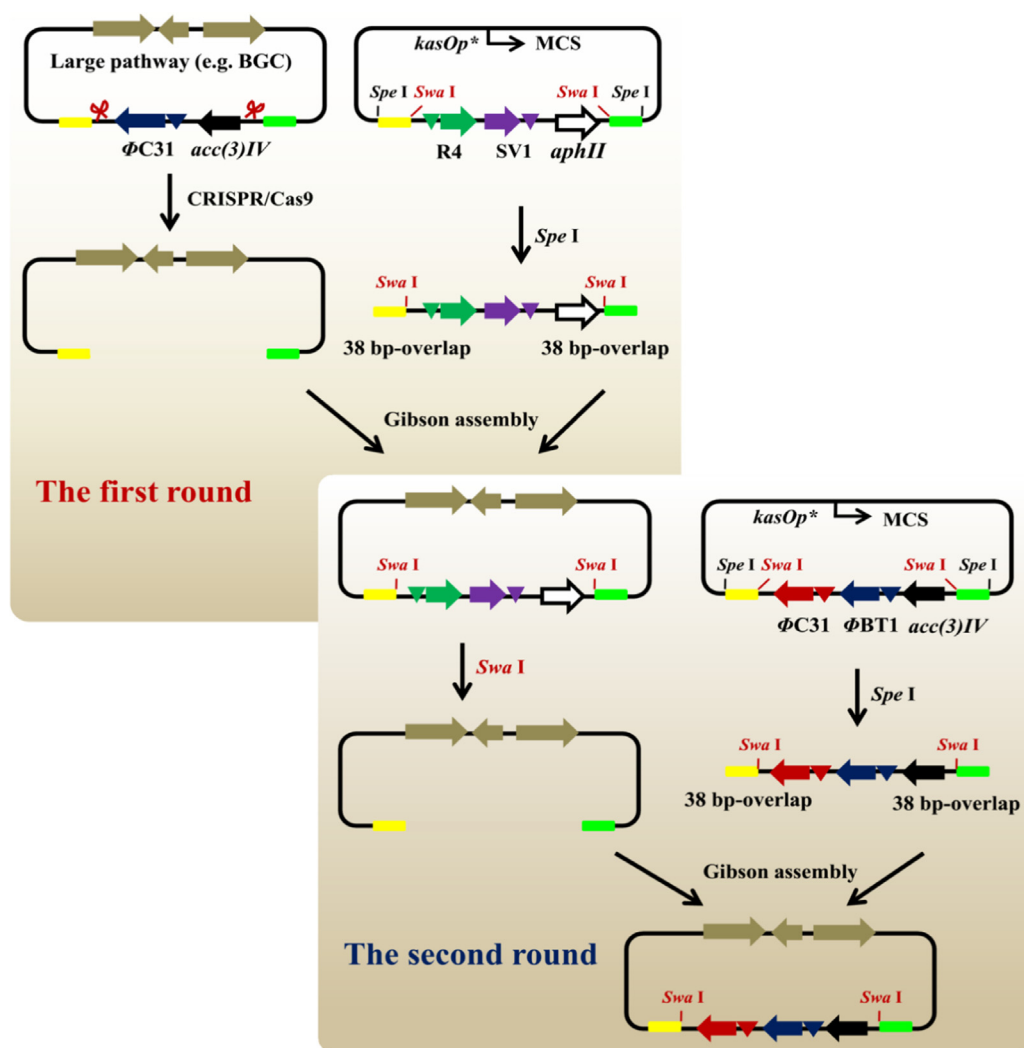 Large pathway (e.g. BGC)
ΦC31 acc(3)IV
CRISPR/Cas9
kasOp* MCS
Spe I Swa I Swa I Spe I
R4 SV1 aphII
Spe I
Swa I Swa I
38 bp-overlap 38 bp-overlap
Gibson assembly
The first round
Swa I Swa I
Swa I
kasOp* MCS
Spe I Swa I Swa I Spe I
ΦC31 ΦBT1 acc(3)IV
Spe I
Swa I Swa I
38 bp-overlap 38 bp-overlap
Gibson assembly
The second round
Swa I Swa I